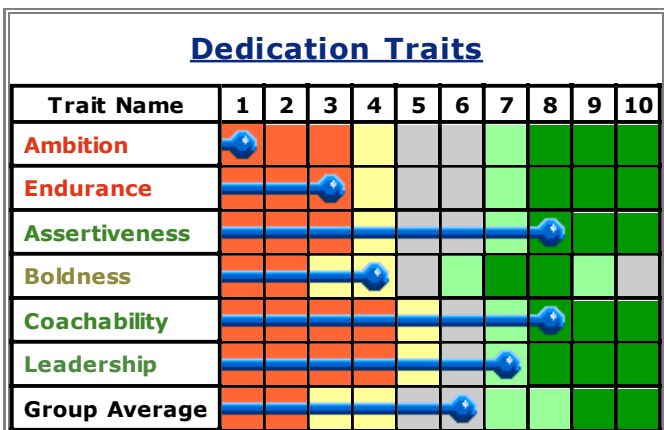 Dedication Traits
Trait Name 1 2 3 4 5 6 7 8 9 10
Ambition
Endurance
Assertiveness
Boldness
Coachability
Leadership
Group Average